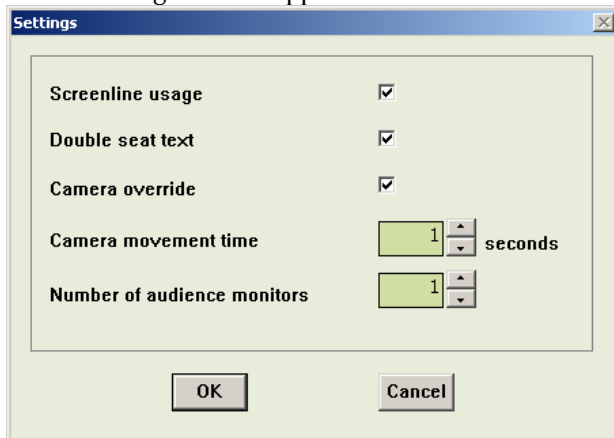 Settings
Screenline usage
Double seat text
Camera override
Camera movement time 1 seconds
Number of audience monitors 1
OK Cancel